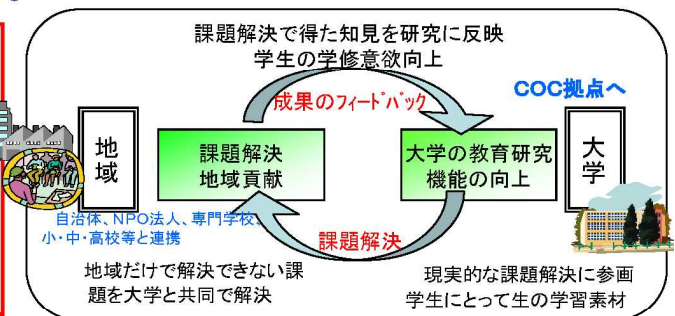 課題解決で得た知見を研究に反映
学生の学修意欲向上
COC拠点へ
成果のフィードバック
地域
課題解決
地域貢献
大学の教育研究
機能の向上
大学
自治体、NPO法人、専門学校、
小・中・高校等と連携
課題解決
地域だけで解決できない課
題を大学と共同で解決
現実的な課題解決に参画
学生にとって生の学習素材